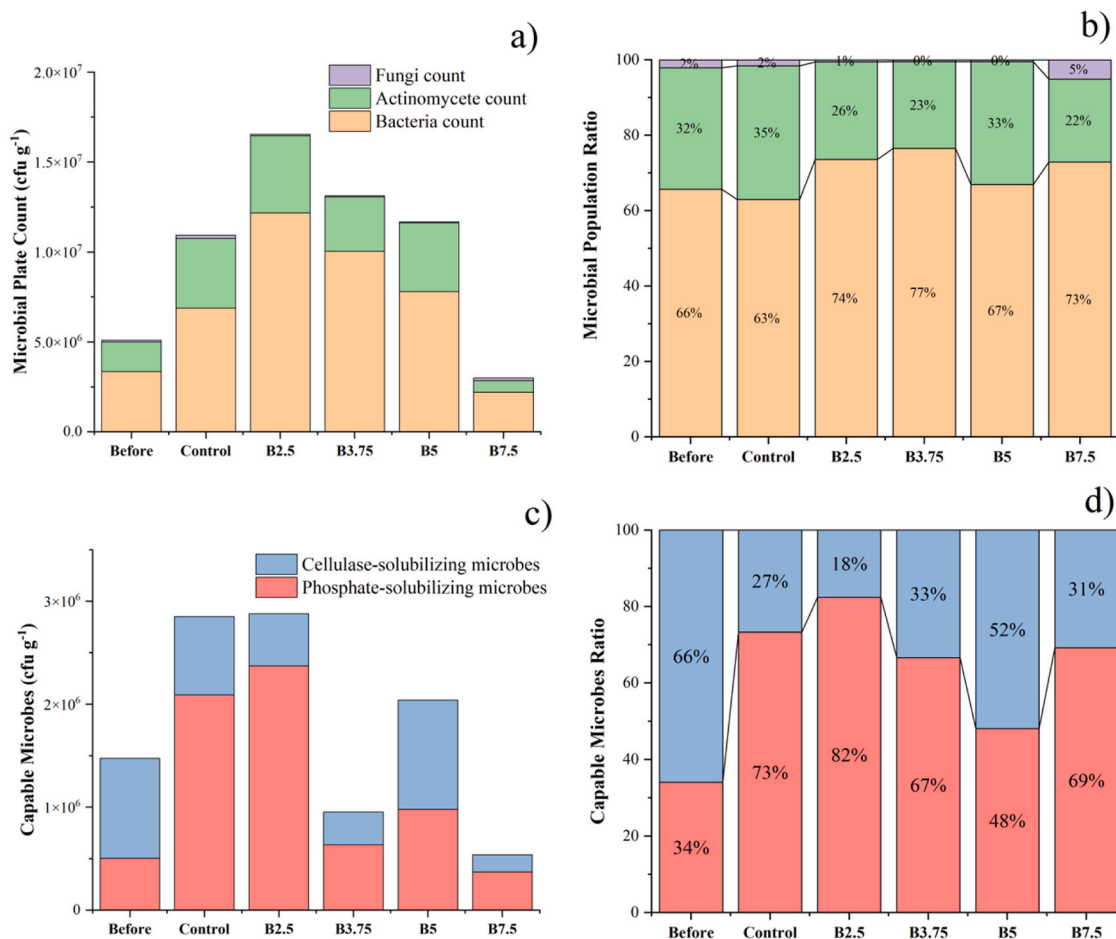 a)
2.0×10⁷
1.5×10⁷
1.0×10⁷
5.0×10⁶
0.0
Microbial Plate Count (cfu g⁻¹)
Fungi count
Actinomycete count
Bacteria count
Before Control B2.5 B3.75 B5 B7.5
b)
100
80
60
40
20
0
Microbial Population Ratio
2% 2% 1% 0% 0% 5%
32% 35% 26% 23% 33% 22%
66% 63% 74% 77% 67% 73%
Before Control B2.5 B3.75 B5 B7.5
c)
3×10⁶
2×10⁶
1×10⁶
0
Capable Microbes (cfu g⁻¹)
Cellulase-solubilizing microbes
Phosphate-solubilizing microbes
Before Control B2.5 B3.75 B5 B7.5
d)
100
80
60
40
20
0
Capable Microbes Ratio
66% 27% 18% 33% 52% 31%
34% 73% 82% 67% 48% 69%
Before Control B2.5 B3.75 B5 B7.5